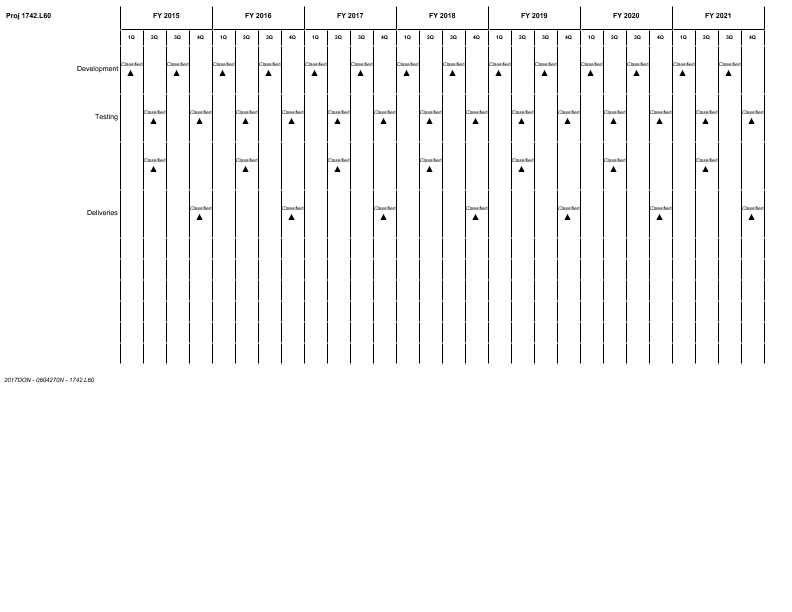 Proj 1742.L60 FY 2015 FY 2016 FY 2017 FY 2018 FY 2019 FY 2020 FY 2021
1Q 2Q 3Q 4Q 1Q 2Q 3Q 4Q 1Q 2Q 3Q 4Q 1Q 2Q 3Q 4Q 1Q 2Q 3Q 4Q 1Q 2Q 3Q 4Q 1Q 2Q 3Q 4Q
Development Classified Classified Classified Classified Classified Classified Classified Classified Classified Classified Classified Classified Classified Classified
Testing Classified Classified Classified Classified Classified Classified Classified Classified Classified Classified Classified Classified Classified Classified
Classified Classified Classified Classified Classified Classified Classified
Deliveries Classified Classified Classified Classified Classified Classified Classified
2017DON - 0604270N - 1742.L60